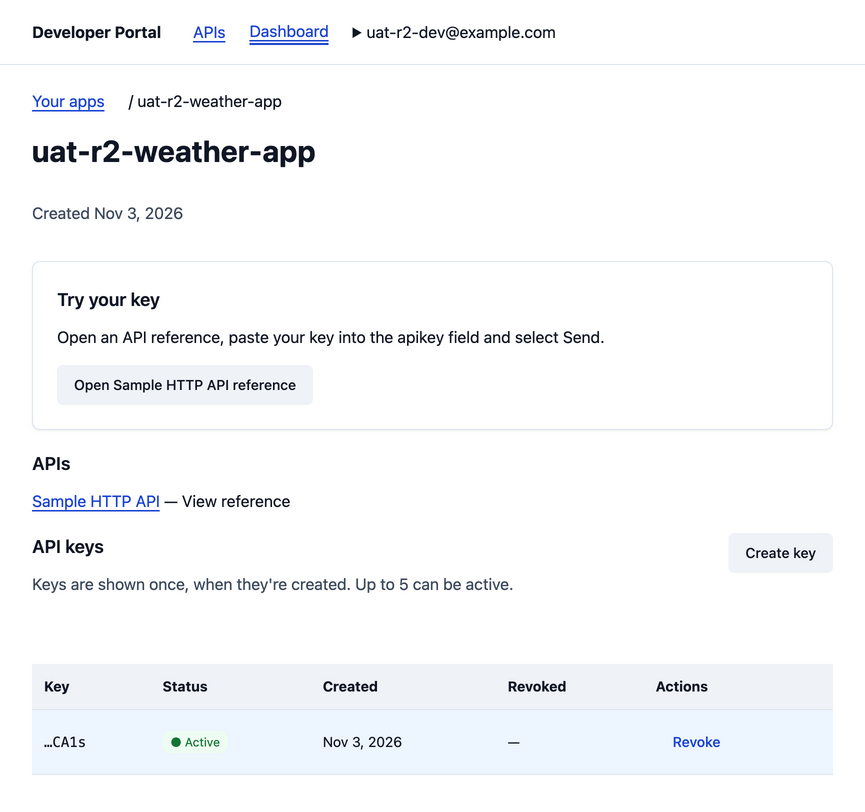 Developer Portal APIs Dashboard ▶ uat-r2-dev@example.com
Your apps / uat-r2-weather-app
uat-r2-weather-app
Created Nov 3, 2026
Try your key
Open an API reference, paste your key into the apikey field and select Send.
Open Sample HTTP API reference
APIs
Sample HTTP API — View reference
API keys
Create key
Keys are shown once, when they're created. Up to 5 can be active.
Key Status Created Revoked Actions
…CA1s Active Nov 3, 2026 — Revoke